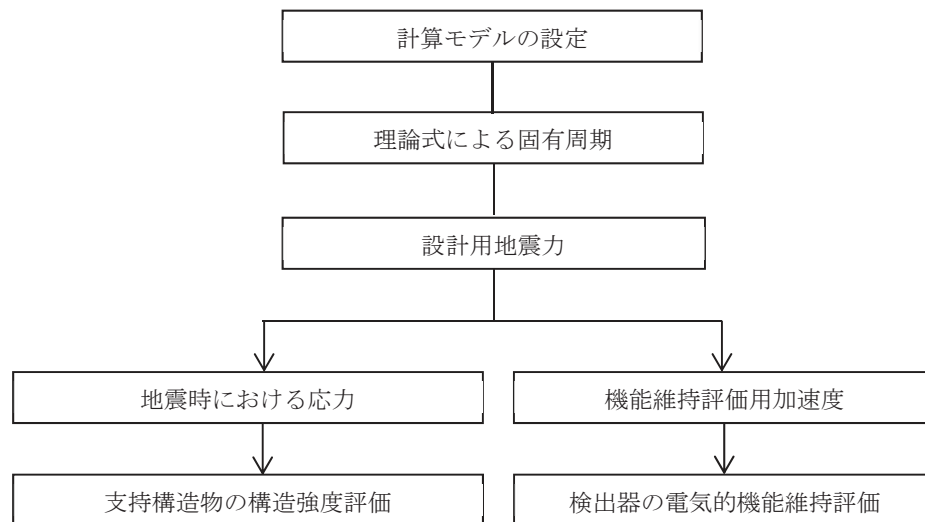 計算モデルの設定
理論式による固有周期
設計用地震力
地震時における応力
機能維持評価用加速度
支持構造物の構造強度評価
検出器の電気的機能維持評価